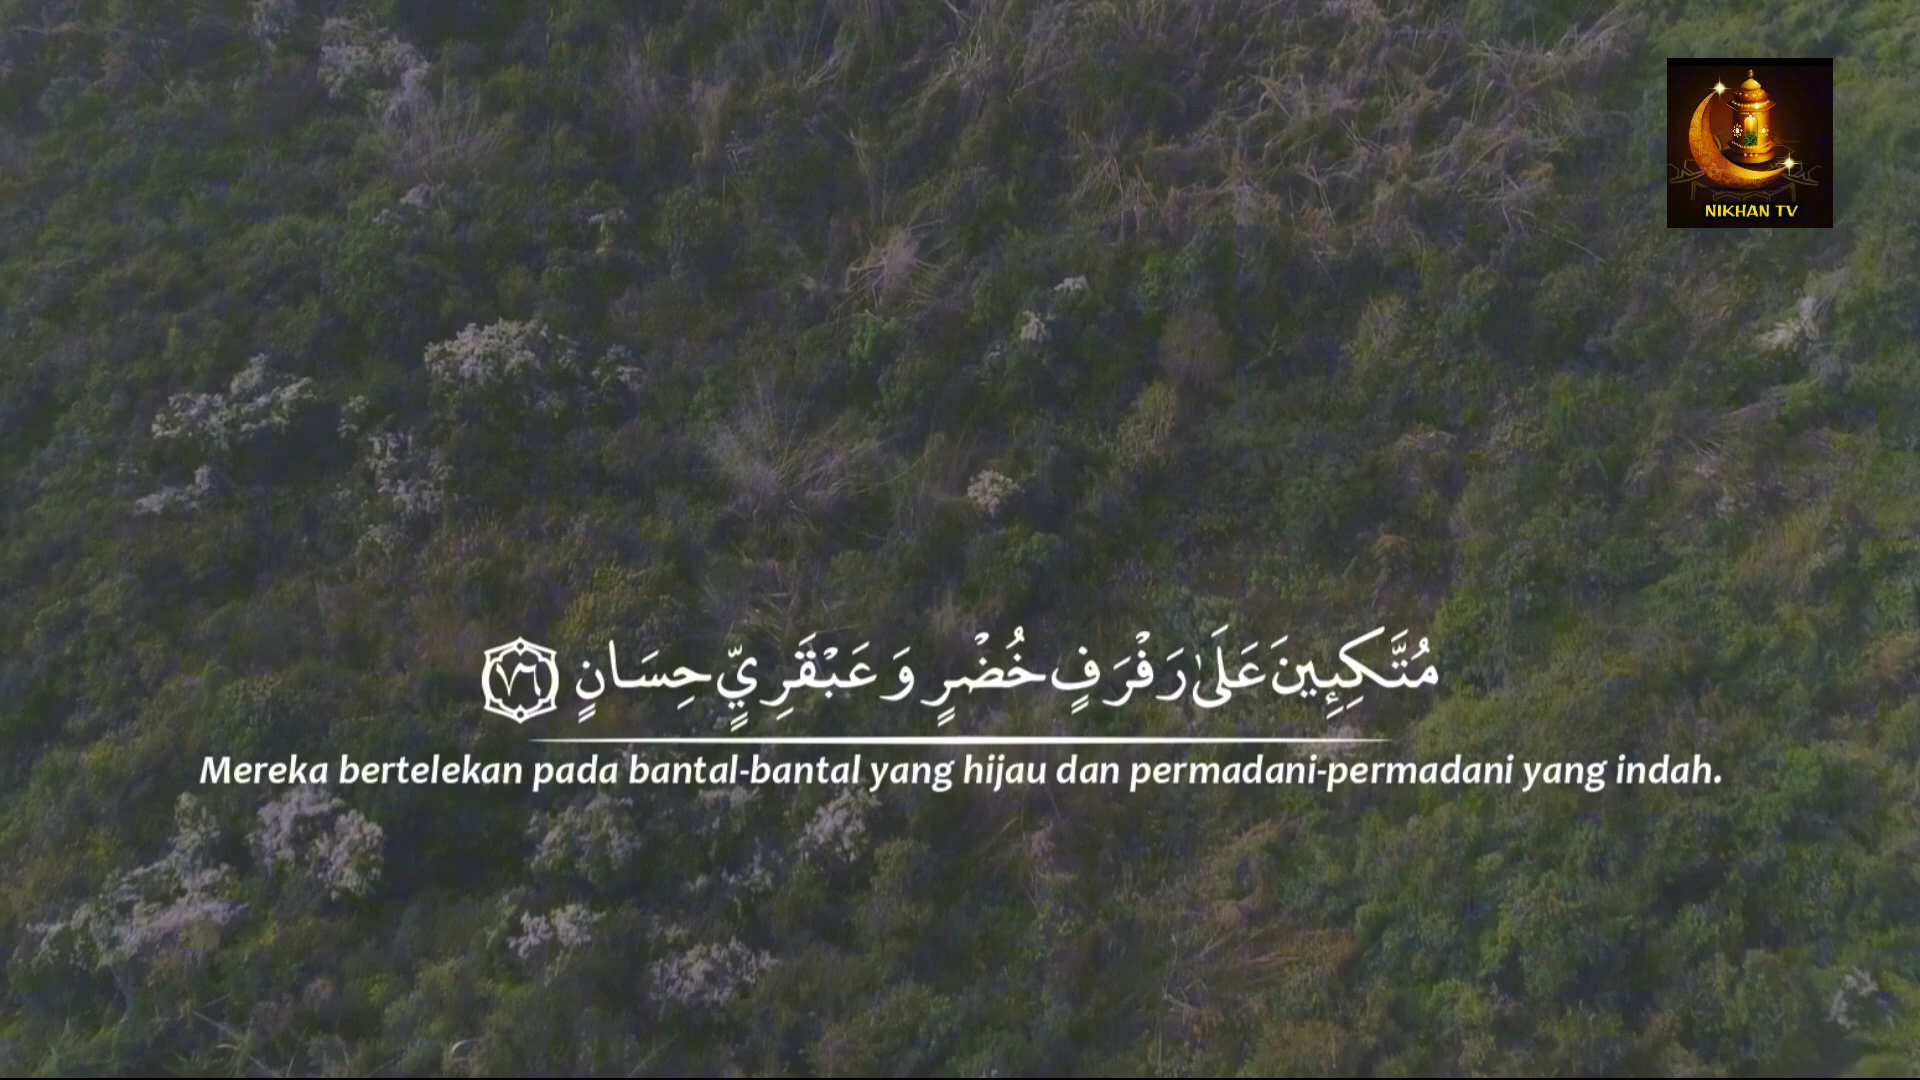 NIKHAN TV
مُتَّكِـِٔينَ عَلَىٰ رَفْرَفٍ خُضْرٍ وَعَبْقَرِيٍّ حِسَانٍ ٧٦
Mereka bertelekan pada bantal-bantal yang hijau dan permadani-permadani yang indah.